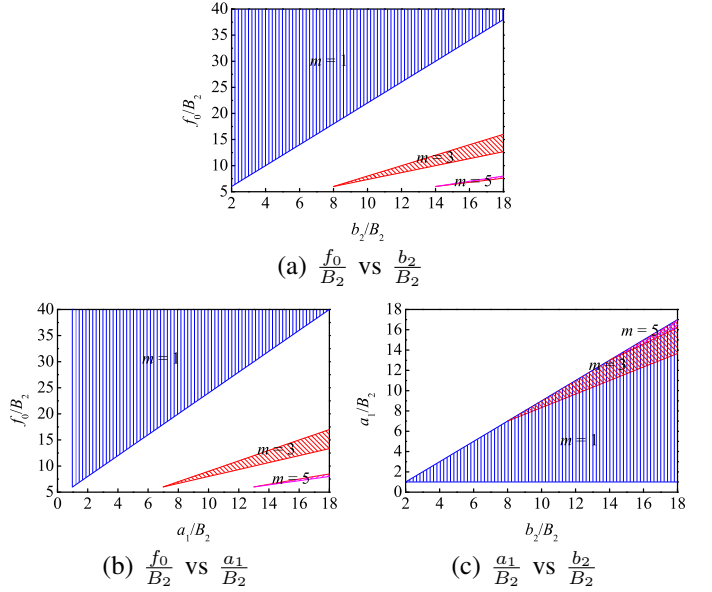 40
35
30
25
20
15
10
5
f₀/B₂
m = 1
m = 3
m = 5
2 4 6 8 10 12 14 16 18
b₂/B₂
(a) f₀/B₂ vs b₂/B₂
40
35
30
25
20
15
10
5
f₀/B₂
m = 1
m = 3
m = 5
0 2 4 6 8 10 12 14 16 18
a₁/B₂
(b) f₀/B₂ vs a₁/B₂
18
16
14
12
10
8
6
4
2
0
a₁/B₂
m = 5
m = 3
m = 1
2 4 6 8 10 12 14 16 18
b₂/B₂
(c) a₁/B₂ vs b₂/B₂